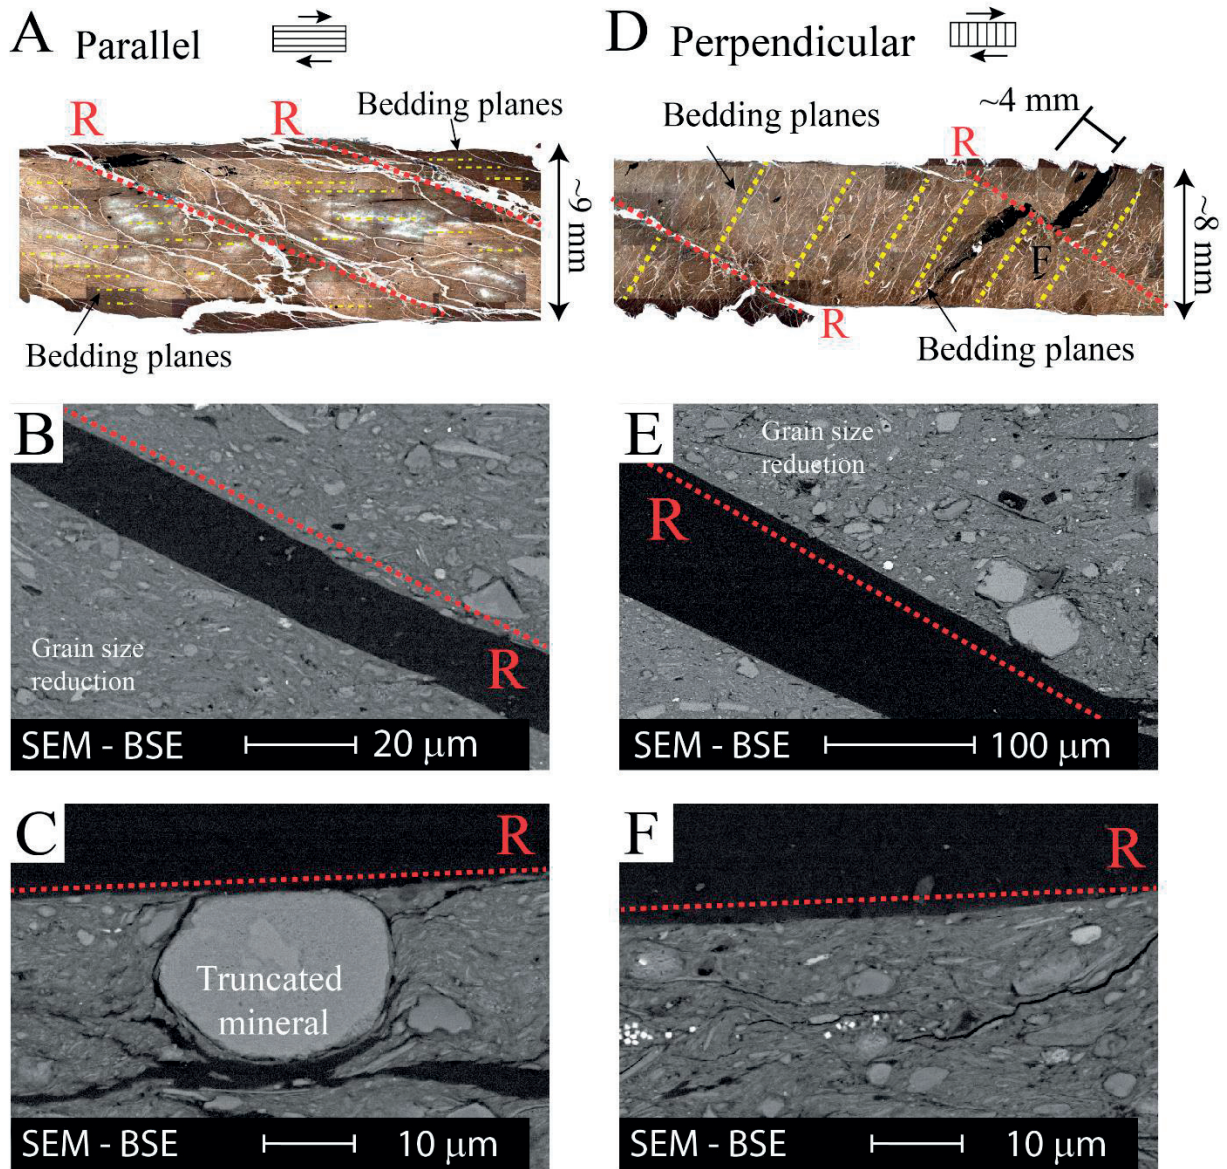 A Parallel
R
R
Bedding planes
Bedding planes
~9 mm
B
Grain size
reduction
R
SEM - BSE 20 μm
C
R
Truncated
mineral
SEM - BSE 10 μm
D Perpendicular
~4 mm
Bedding planes
R
F
R
Bedding planes
~8 mm
E
Grain size
reduction
R
SEM - BSE 100 μm
F
R
SEM - BSE 10 μm